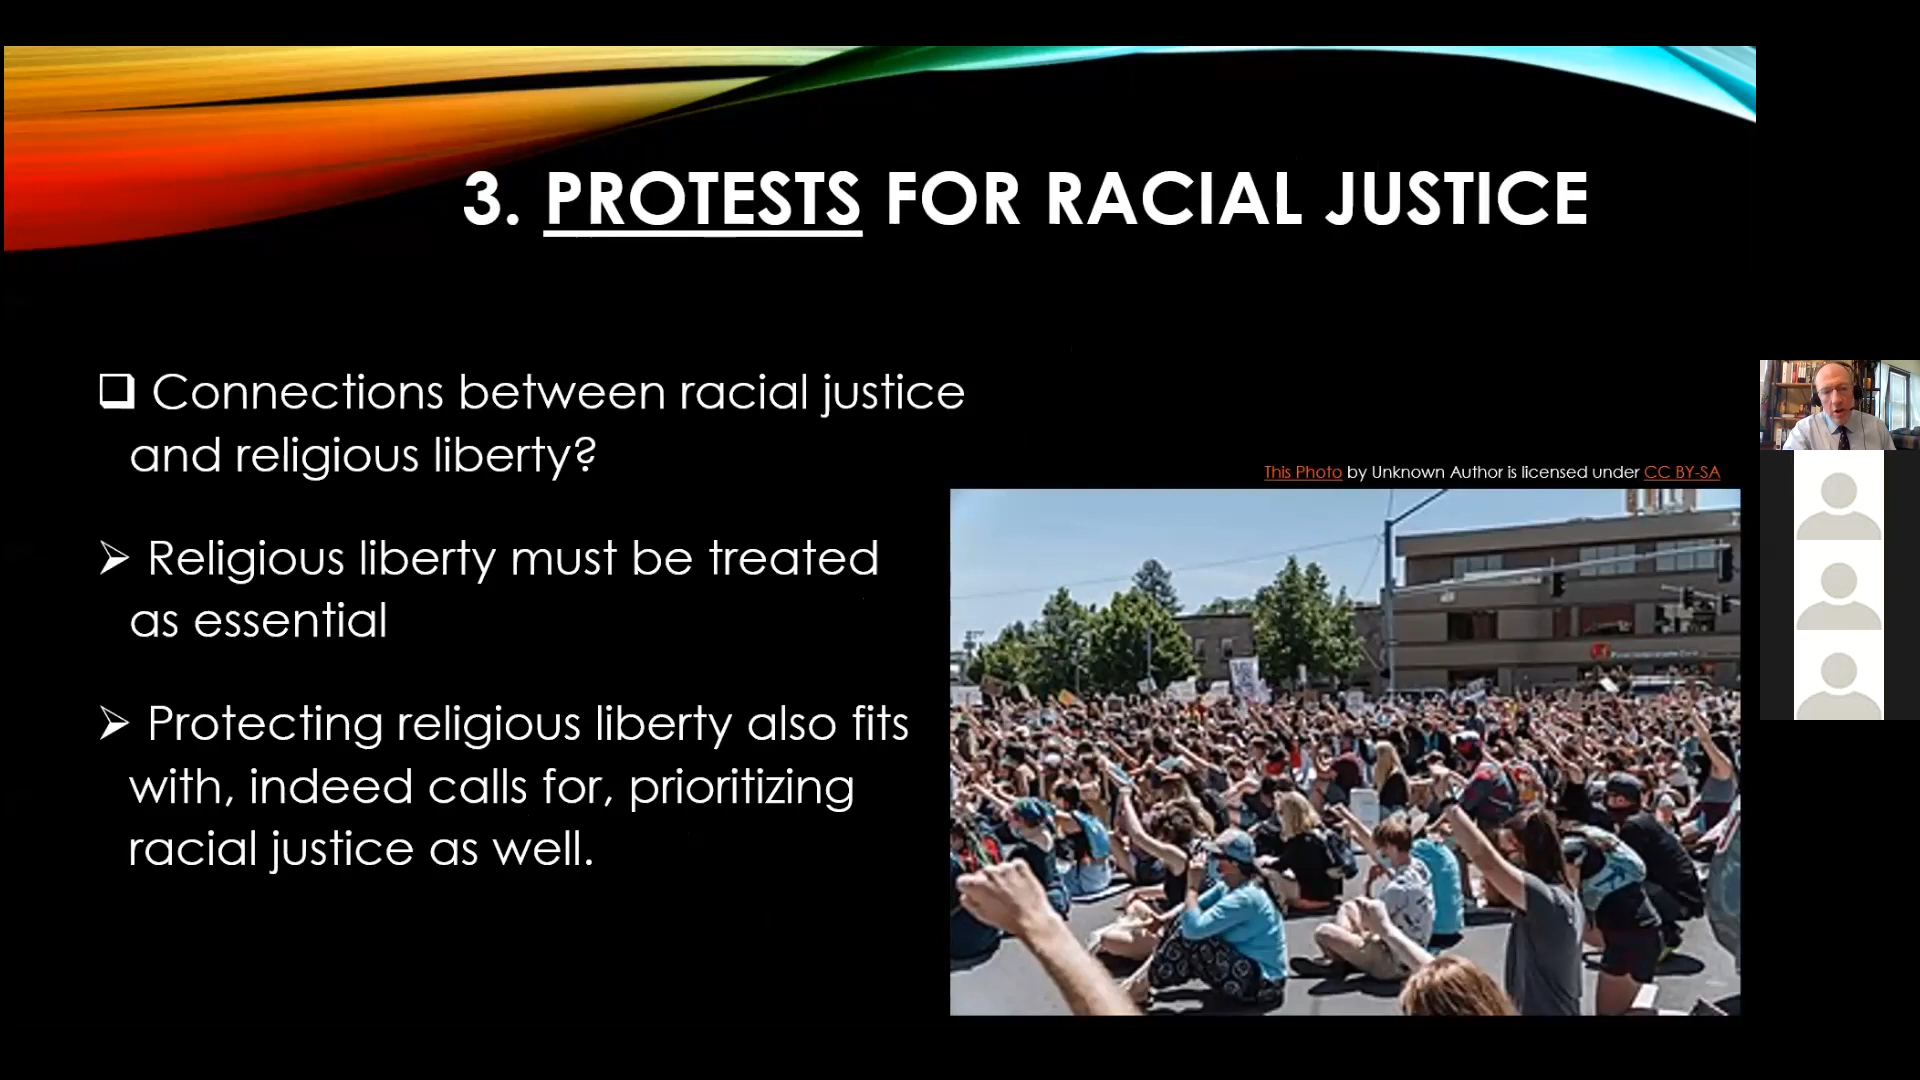 3. PROTESTS FOR RACIAL JUSTICE
Connections between racial justice
and religious liberty?
Religious liberty must be treated
as essential
Protecting religious liberty also fits
with, indeed calls for, prioritizing
racial justice as well.
This Photo by Unknown Author is licensed under CC BY-SA